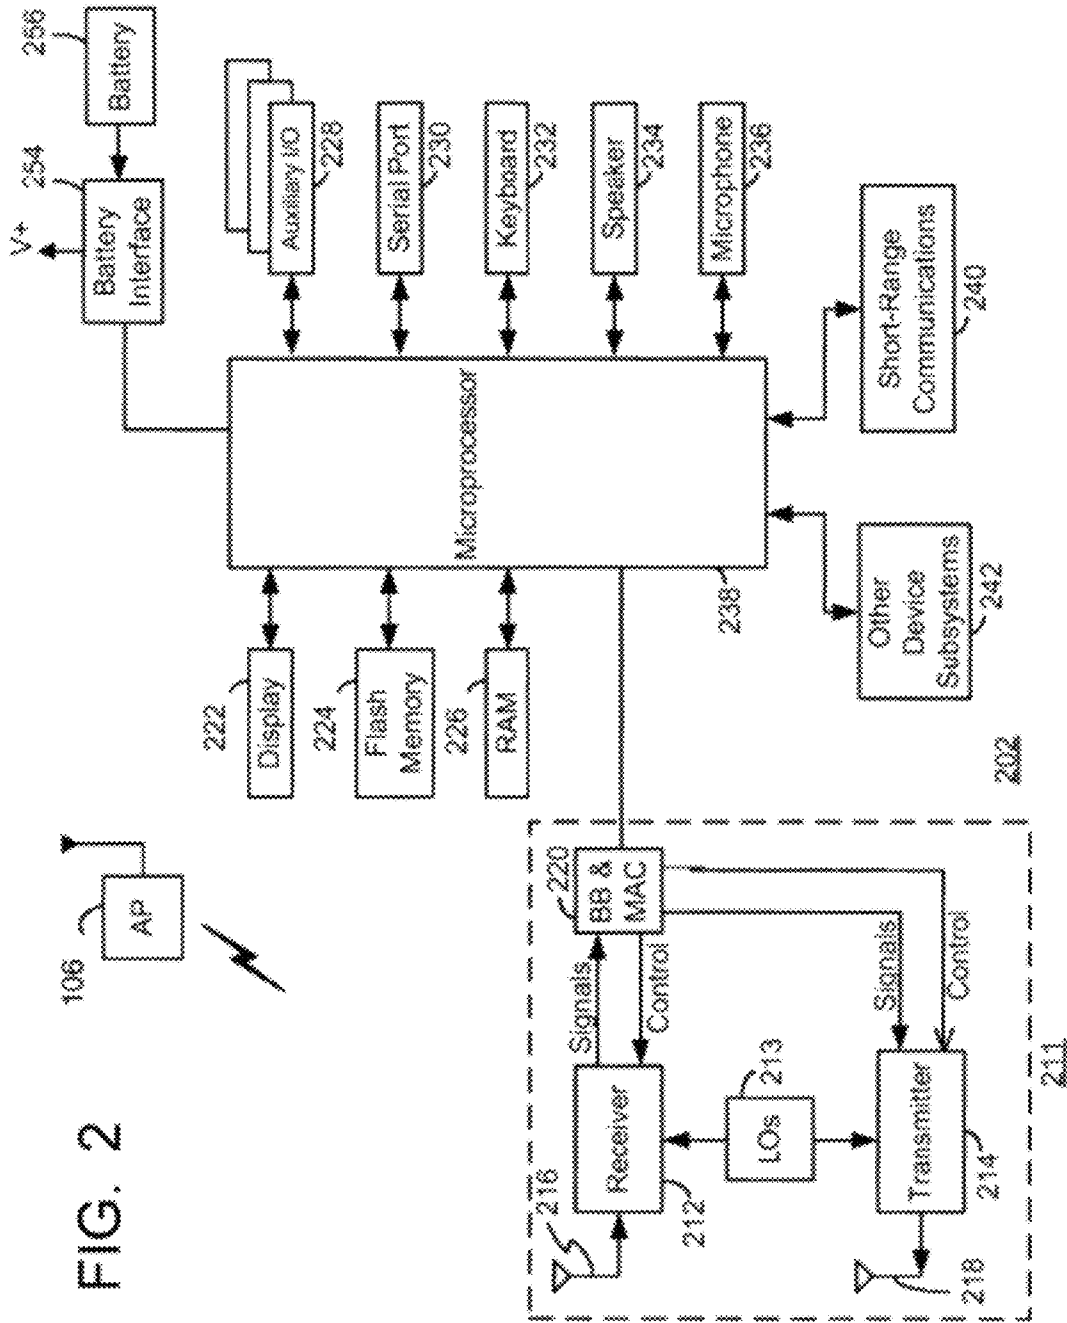 FIG. 2
106
AP
216
Receiver
212
Signals
Control
220
BB &
MAC
LOs
213
218
Transmitter
214
Signals
Control
211
202
222
Display
224
Flash
Memory
226
RAM
Microprocessor
238
Other
Device
Subsystems
242
Short-Range
Communications
240
V+
254
Battery
Interface
256
Battery
Auxiliary I/O
228
Serial Port
230
Keyboard
232
Speaker
234
Microphone
236